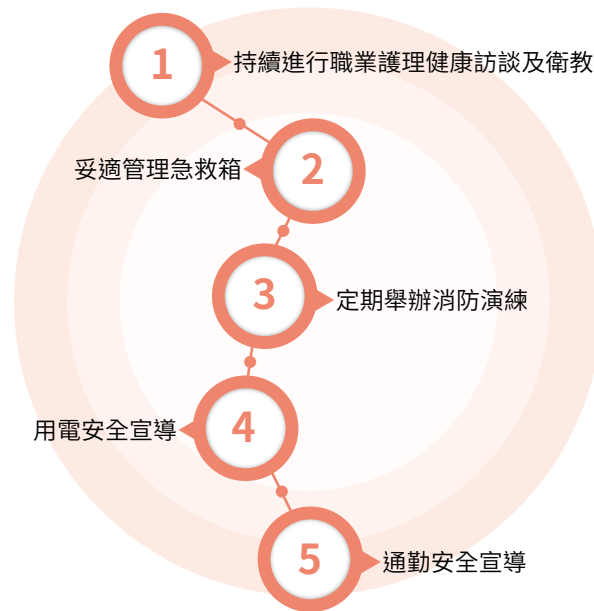 1
持續進行職業護理健康訪談及衛教
2
妥適管理急救箱
3
定期舉辦消防演練
4
用電安全宣導
5
通勤安全宣導